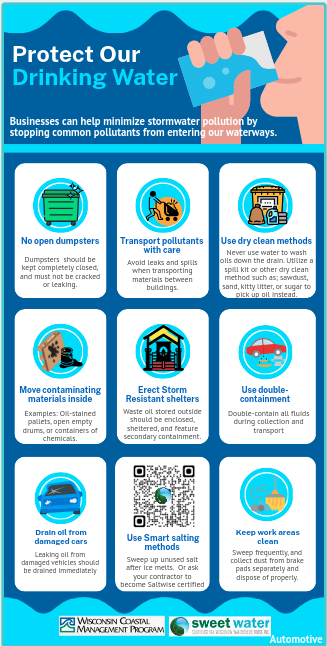 Protect Our
Drinking Water
Businesses can help minimize stormwater pollution by
stopping common pollutants from entering our waterways.
No open dumpsters
Dumpsters should be
kept completely closed,
and must not be cracked
or leaking.
Transport pollutants
with care
Avoid leaks and spills
when transporting
materials between
buildings.
Use dry clean methods
Never use water to wash
oils down the drain. Utilize a
spill kit or other dry clean
method such as; sawdust,
sand, kitty litter, or sugar to
pick up oil instead.
Move contaminating
materials inside
Examples: Oil-stained
pallets, open empty
drums, or containers of
chemicals.
Erect Storm
Resistant shelters
Waste oil stored outside
should be enclosed,
sheltered, and feature
secondary containment.
Use double-
containment
Double-contain all fluids
during collection and
transport
Drain oil from
damaged cars
Leaking oil from
damaged vehicles should
be drained immediately
Use Smart salting
methods
Sweep up unused salt
after ice melts. Or ask
your contractor to
become Saltwise certified
Keep work areas
clean
Sweep frequently, and
collect dust from brake
pads separately and
dispose of properly.
Wisconsin Coastal
Management Program
sweet water
Automotive